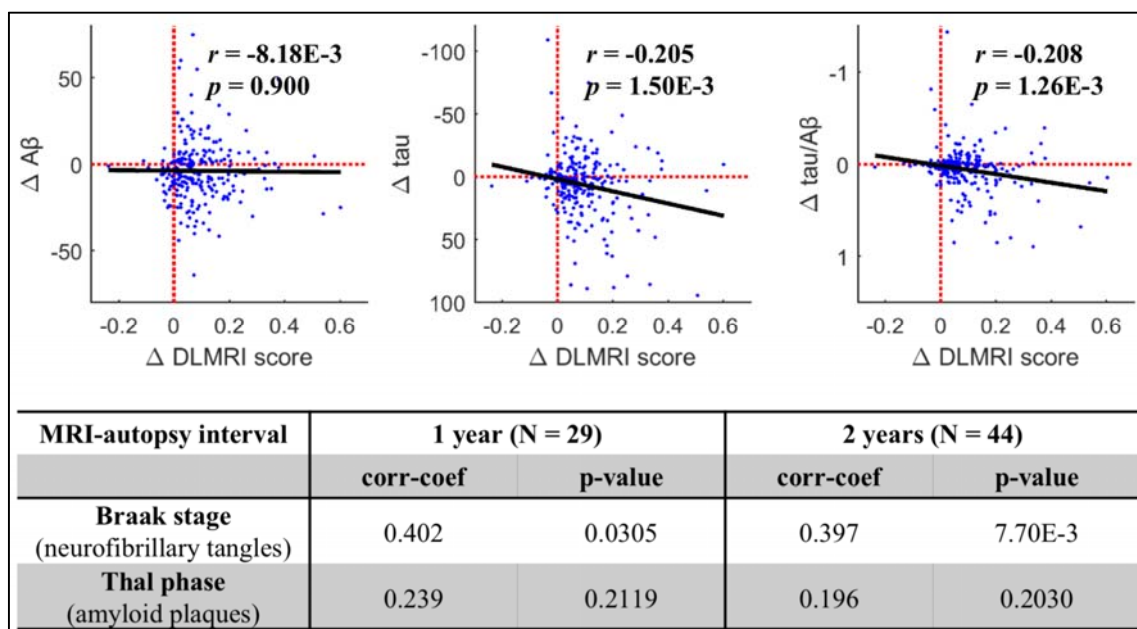 r = -8.18E-3
p = 0.900
50
0
-50
Δ Aβ
-0.2 0 0.2 0.4 0.6
Δ DLMRI score
r = -0.205
p = 1.50E-3
-100
-50
0
50
100
Δ tau
-0.2 0 0.2 0.4 0.6
Δ DLMRI score
r = -0.208
p = 1.26E-3
-1
0
1
Δ tau/Aβ
-0.2 0 0.2 0.4 0.6
Δ DLMRI score
MRI-autopsy interval 1 year (N = 29) 2 years (N = 44)
corr-coef p-value corr-coef p-value
Braak stage
(neurofibrillary tangles) 0.402 0.0305 0.397 7.70E-3
Thal phase
(amyloid plaques) 0.239 0.2119 0.196 0.2030